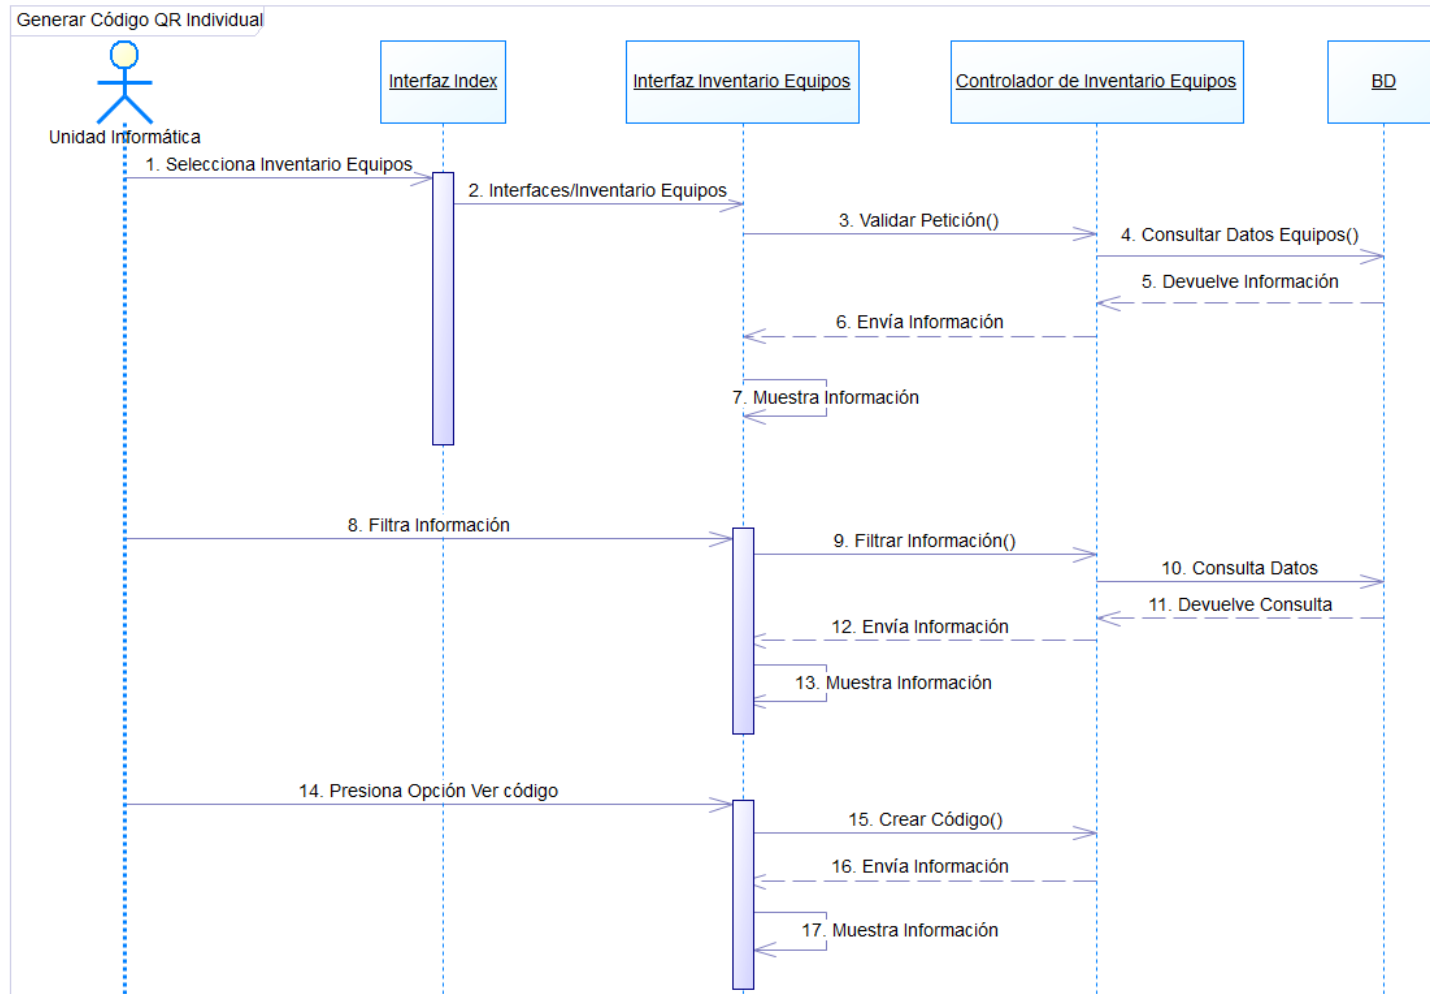 Generar Código QR Individual
Interfaz Index
Interfaz Inventario Equipos
Controlador de Inventario Equipos
BD
Unidad Informática
1. Selecciona Inventario Equipos
2. Interfaces/Inventario Equipos
3. Validar Petición()
4. Consultar Datos Equipos()
5. Devuelve Información
6. Envía Información
7. Muestra Información
8. Filtra Información
9. Filtrar Información()
10. Consulta Datos
11. Devuelve Consulta
12. Envía Información
13. Muestra Información
14. Presiona Opción Ver código
15. Crear Código()
16. Envía Información
17. Muestra Información